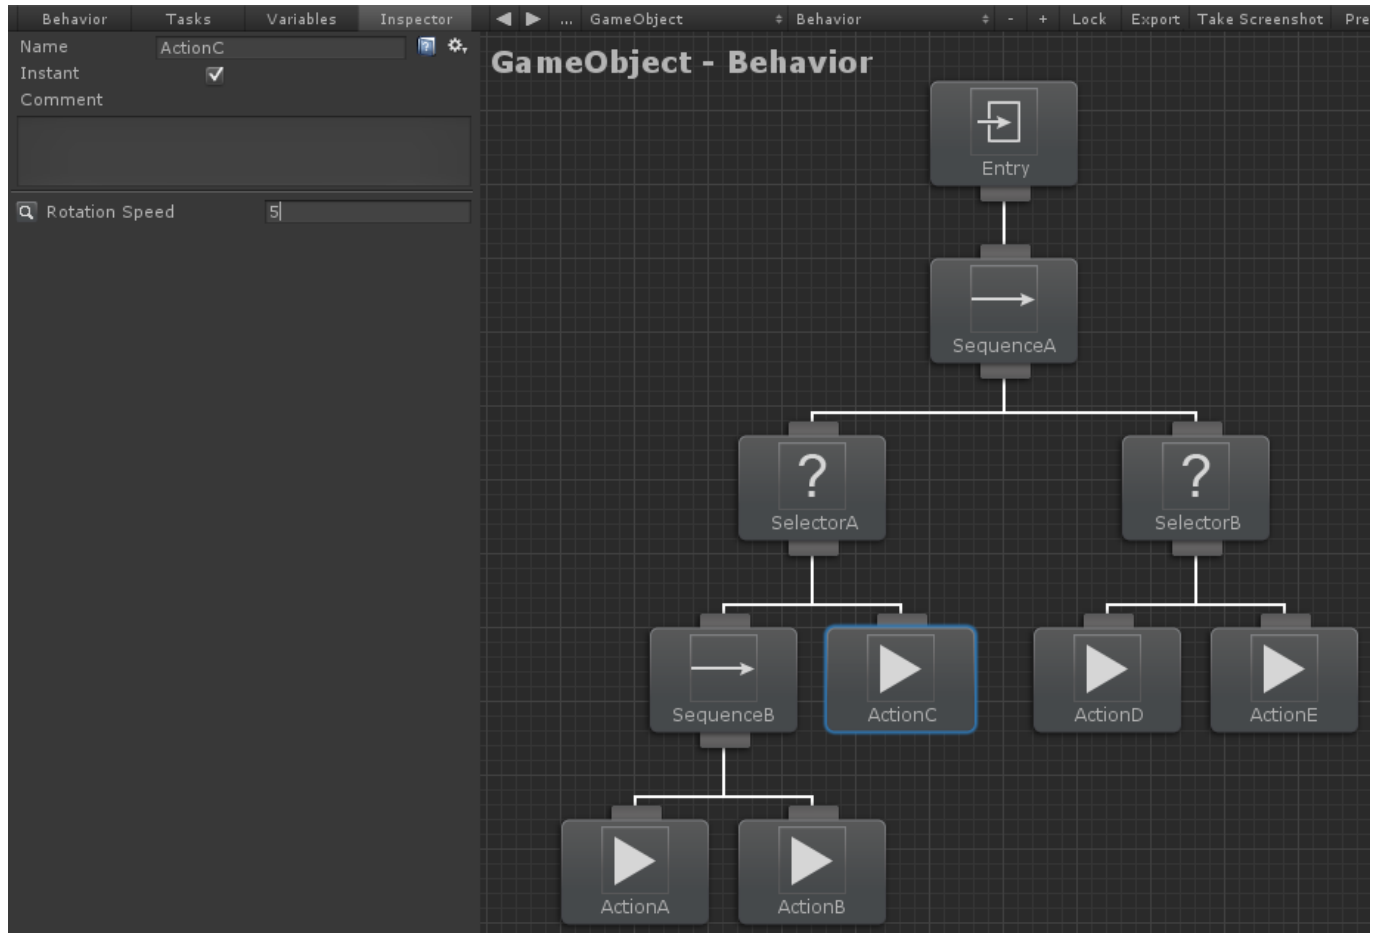 Behavior Tasks Variables Inspector ... GameObject Behavior - + Lock Export Take Screenshot Pre
Name ActionC
Instant
Comment
Rotation Speed 5
GameObject - Behavior
Entry
SequenceA
? ?
SelectorA SelectorB
SequenceB ActionC ActionD ActionE
ActionA ActionB